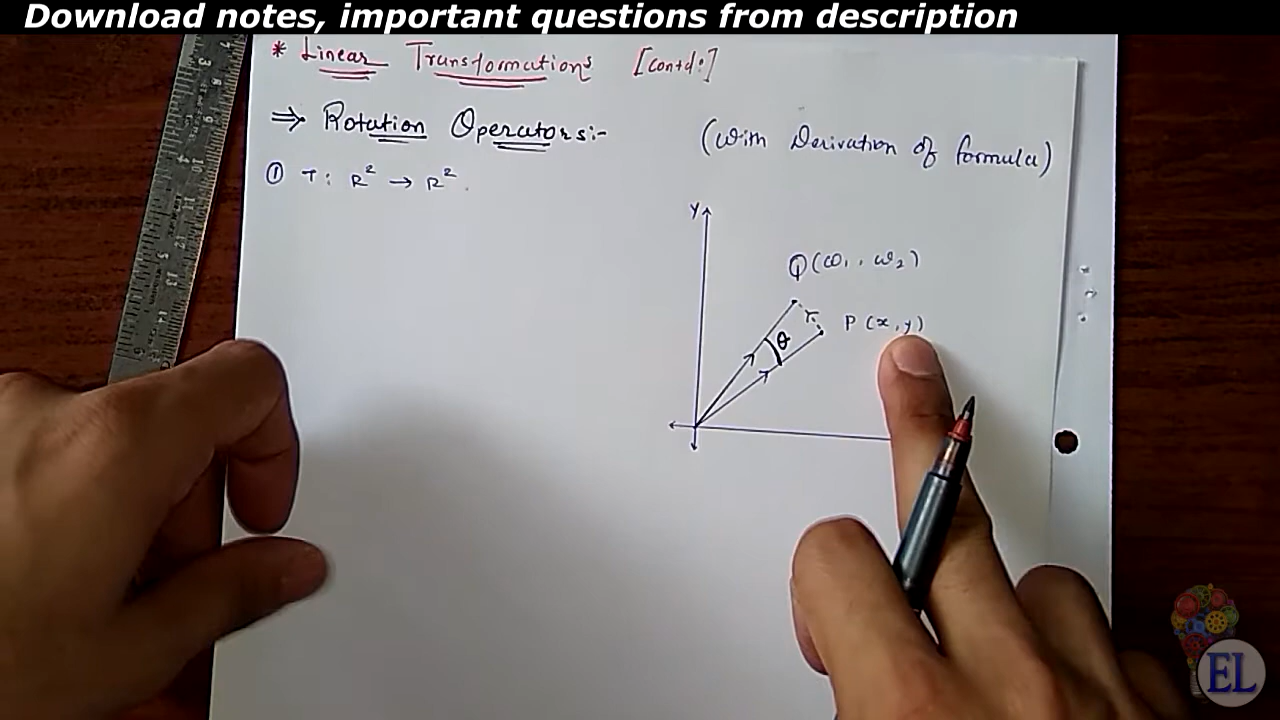 Download notes, important questions from description
* Linear Transformations [Contd:]
⇒ Rotation Operators:-
(With Derivation of formula)
① T: R² → R².
Y
Q(ω₁, ω₂)
P(x,y)
θ
EL